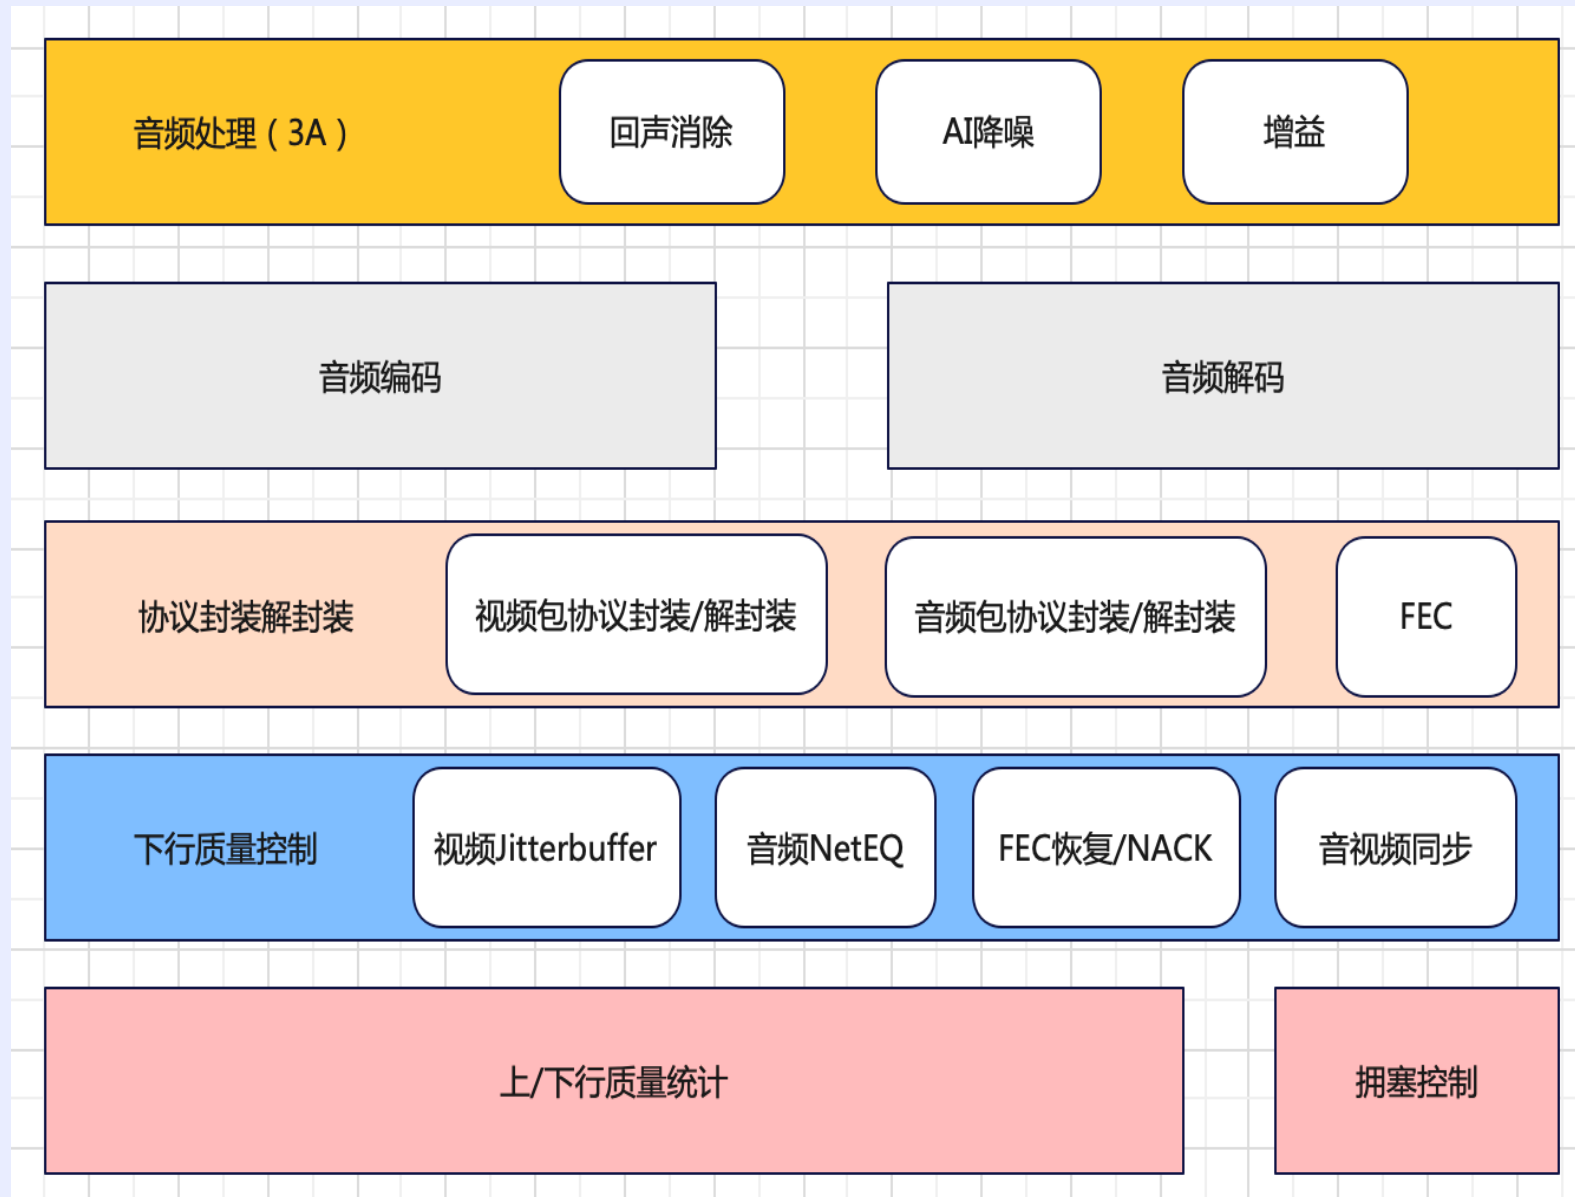 音频处理（3A）
回声消除
AI降噪
增益
音频编码
音频解码
协议封装解封装
视频包协议封装/解封装
音频包协议封装/解封装
FEC
下行质量控制
视频Jitterbuffer
音频NetEQ
FEC恢复/NACK
音视频同步
上/下行质量统计
拥塞控制